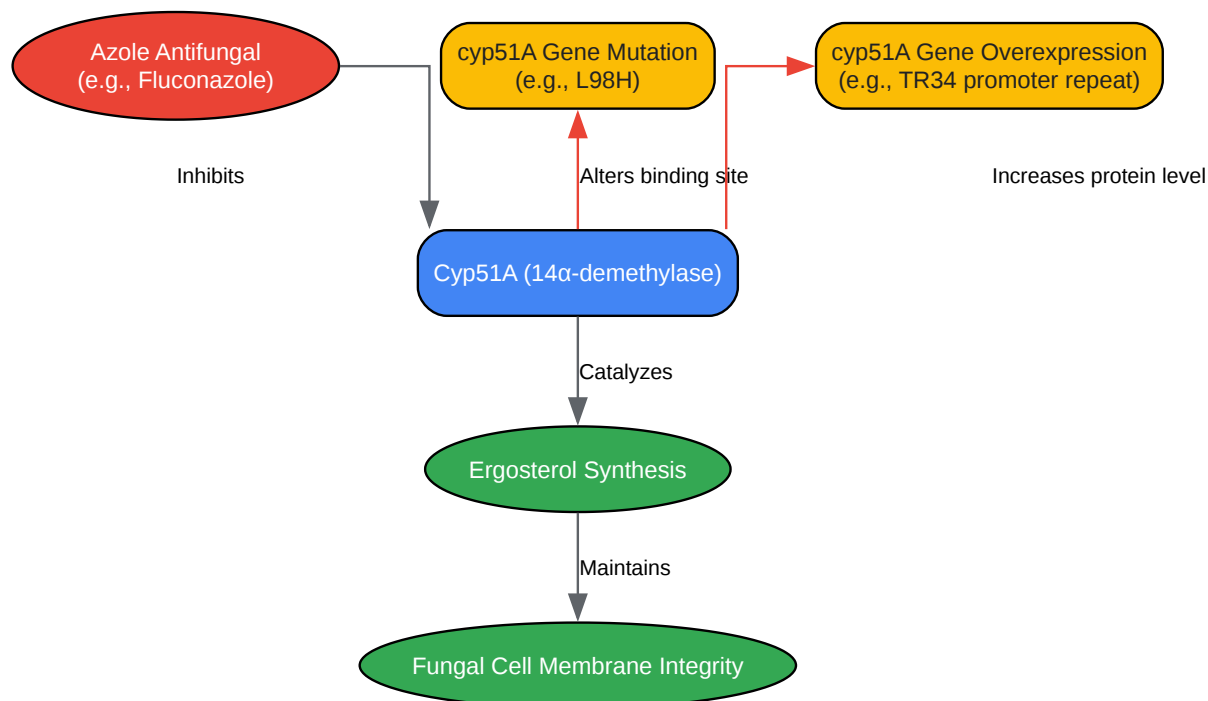 Azole Antifungal
(e.g., Fluconazole)
cyp51A Gene Mutation
(e.g., L98H)
cyp51A Gene Overexpression
(e.g., TR34 promoter repeat)
Inhibits
Alters binding site
Increases protein level
Cyp51A (14α-demethylase)
Catalyzes
Ergosterol Synthesis
Maintains
Fungal Cell Membrane Integrity